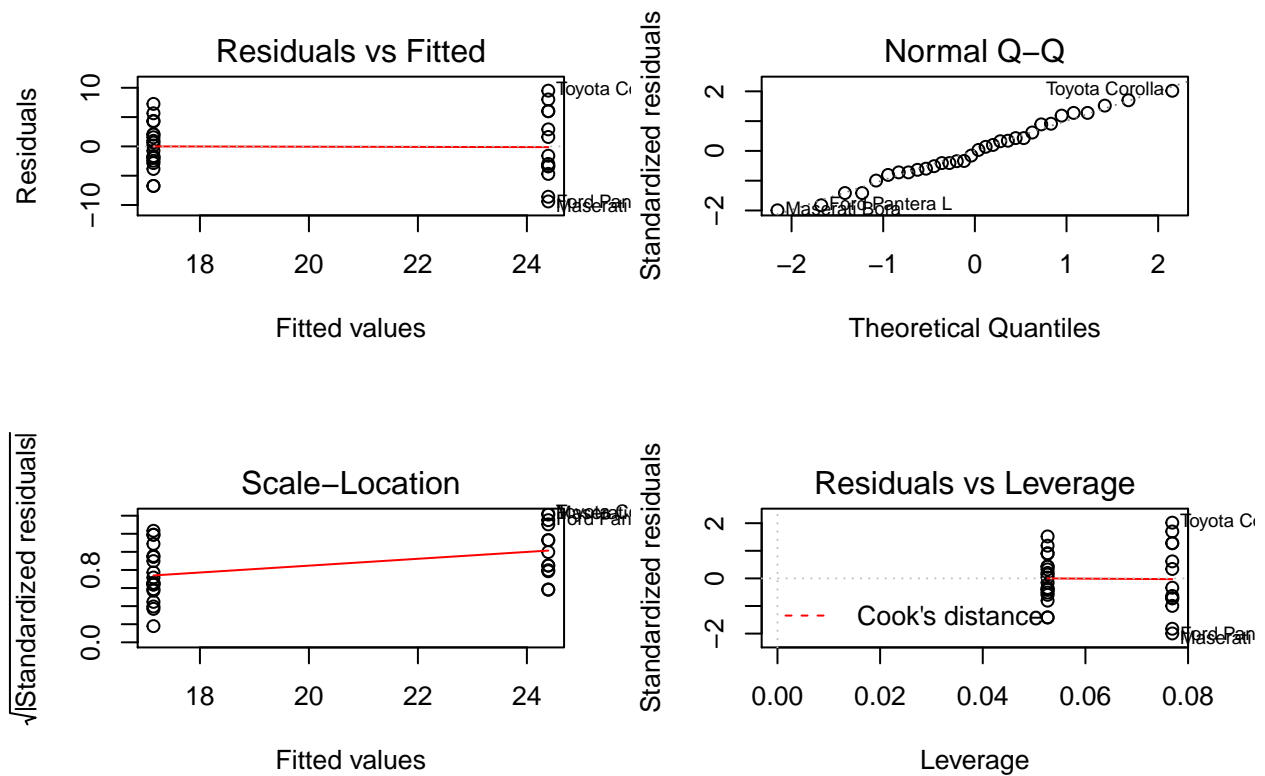 Residuals vs Fitted
Residuals
10
0
−10
Toyota Co
Ford Pan
Maserati
18 20 22 24
Fitted values
Normal Q−Q
Standardized residuals
2
0
−2
Toyota Corolla
Ford Pantera L
Maserati Bora
−2 −1 0 1 2
Theoretical Quantiles
Scale−Location
√|Standardized residuals|
0.8
0.0
Toyota C
Maserati
Ford Pan
18 20 22 24
Fitted values
Residuals vs Leverage
Standardized residuals
2
0
−2
Toyota Co
Ford Pan
Maserati
Cook's distance
0.00 0.02 0.04 0.06 0.08
Leverage